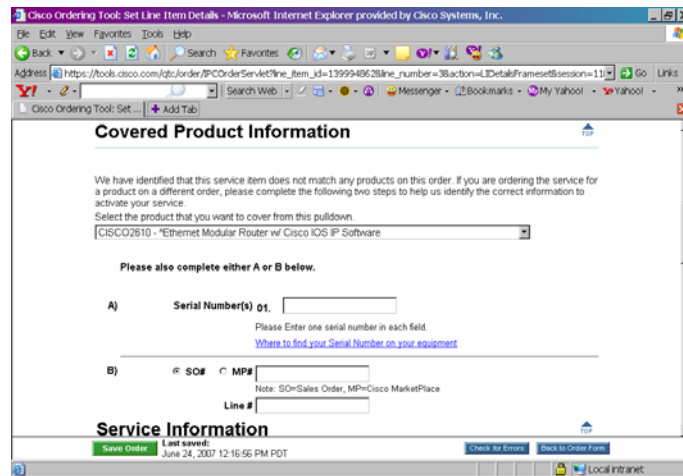 Cisco Ordering Tool: Set Line Item Details - Microsoft Internet Explorer provided by Cisco Systems, Inc.
File Edit View Favorites Tools Help
Back Search Favorites
Address https://tools.cisco.com/qtc/order/IPCOrderServlet?line_item_id=139994862&line_number=3&action=LIDetailsFrameset&session=11 Go Links
Y! Search Web Messenger Bookmarks My Yahoo! Yahoo!
Cisco Ordering Tool: Set ... Add Tab
Covered Product Information
TOP
We have identified that this service item does not match any products on this order. If you are ordering the service for
a product on a different order, please complete the following two steps to help us identify the correct information to
activate your service.
Select the product that you want to cover from this pulldown.
CISCO2610 - ^Ethernet Modular Router w/ Cisco IOS IP Software
Please also complete either A or B below.
A) Serial Number(s) 01.
Please Enter one serial number in each field.
Where to find your Serial Number on your equipment
B) SO# MP#
Note: SO=Sales Order, MP=Cisco MarketPlace
Line #
Service Information
TOP
Save Order Last saved:
June 24, 2007 12:16:56 PM PDT
Check for Errors Back to Order Form
Local intranet